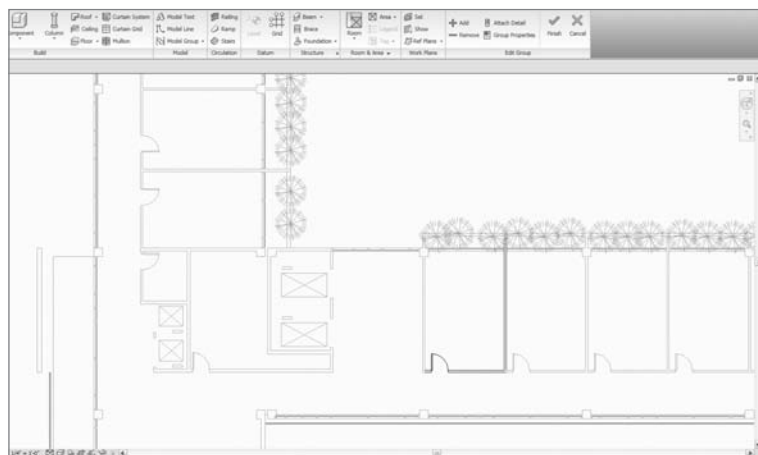 Roof Curtain System Model Text Railing Beam Area Set Add Attach Detail
Component Column Ceiling Curtain Grid Model Line Ramp Level Grid Brace Room Legend Show Remove Group Properties Finish Cancel
Floor Mullion Model Group Stairs Foundation Tag Ref Plane
Build Model Circulation Datum Structure Room & Area Work Plane Edit Group